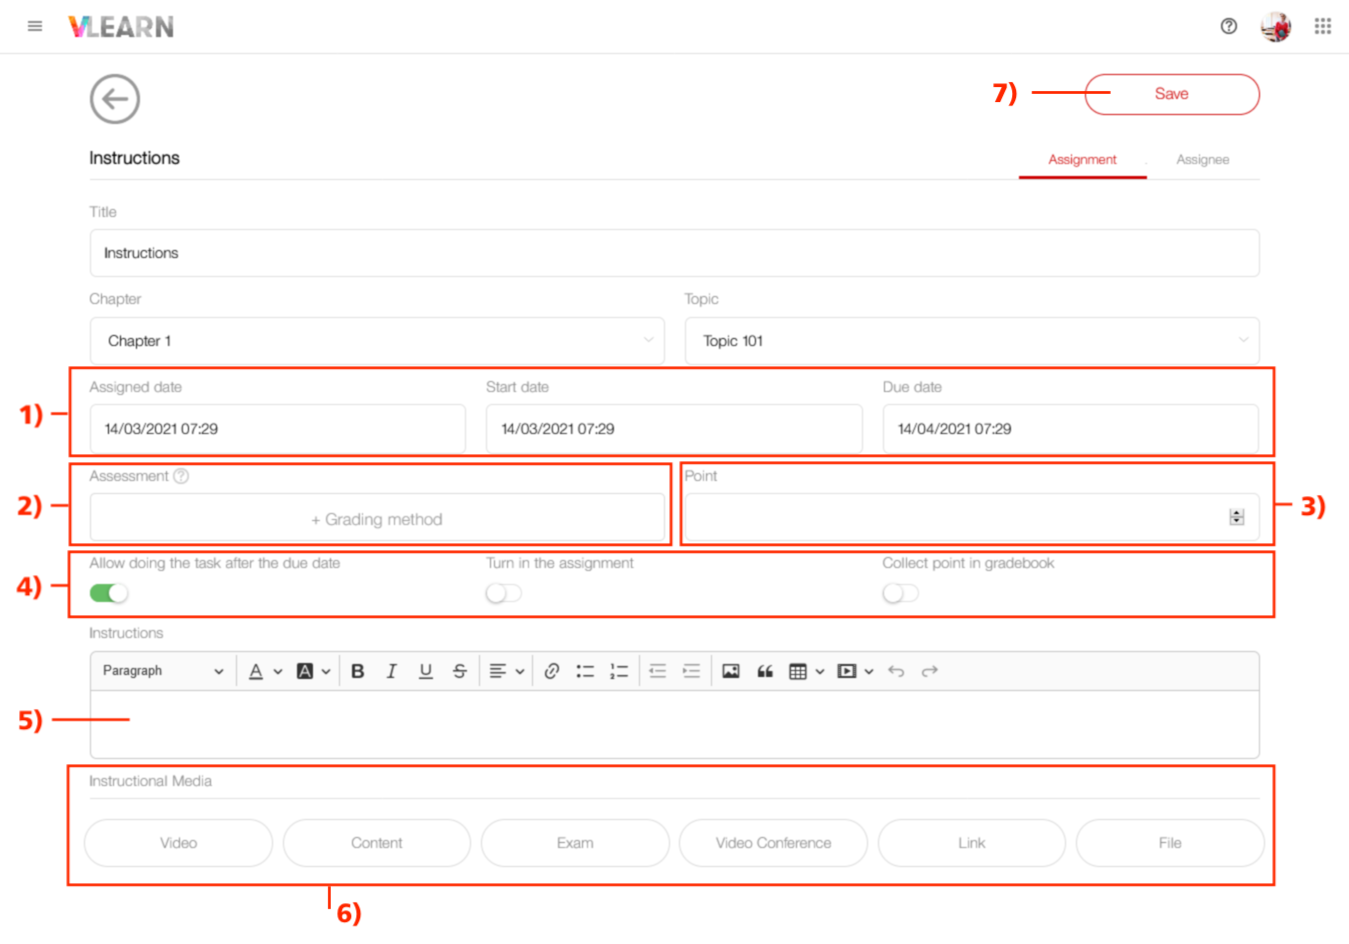 VLEARN
7) Save
Instructions Assignment Assignee
Title
Instructions
Chapter Topic
Chapter 1 Topic 101
Assigned date Start date Due date
1) 14/03/2021 07:29 14/03/2021 07:29 14/04/2021 07:29
Assessment ? Point
2) + Grading method 3)
Allow doing the task after the due date Turn in the assignment Collect point in gradebook
4)
Instructions
Paragraph A A B I U S
5)
Instructional Media
Video Content Exam Video Conference Link File
6)